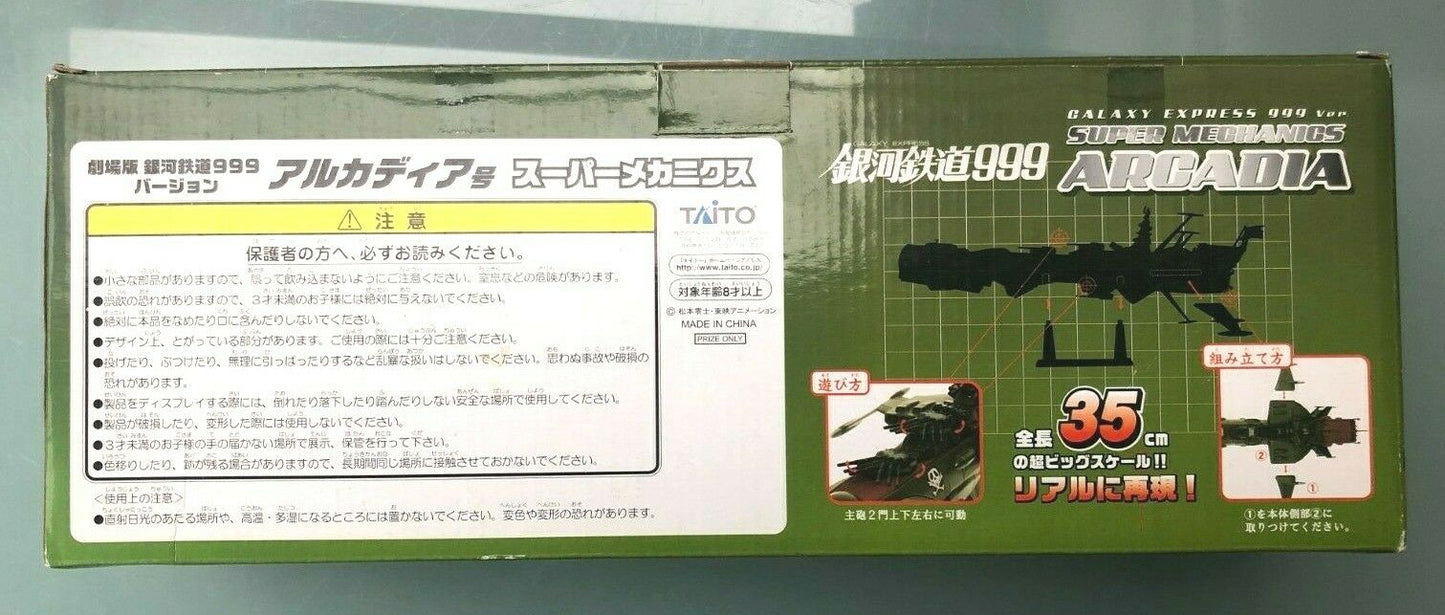 劇場版 銀河鉄道999
バージョン
アルカディア号 スーパーメカニクス
⚠ 注意
保護者の方へ、必ずお読みください。
●小さな部品がありますので、誤って飲み込まないようにご注意ください。窒息などの危険があります。
●誤飲の恐れがありますので、3才未満のお子様には絶対に与えないでください。
●絶対に本品をなめたり口に含んだりしないでください。
●デザイン上、とがっている部分があります。ご使用の際には十分ご注意ください。
●投げたり、ぶつけたり、無理に引っぱったりするなど乱暴な扱いはしないでください。思わぬ事故や破損の
恐れがあります。
●製品をディスプレイする際には、倒れたり落下したり踏んだりしない安全な場所で使用してください。
●製品が破損したり、変形した際には使用しないでください。
●3才未満のお子様の手の届かない場所で展示、保管を行って下さい。
●色移りしたり、跡が残る場合がありますので、長期間同じ場所に接触させておかないでください。
<使用上の注意>
●直射日光のあたる場所や、高温・多湿になるところには置かないでください。変色や変形の恐れがあります。
TAITO
「タイトー」ホームページアドレス
http://www.taito.co.jp/
対象年齢8才以上
© 松本零士・東映アニメーション
MADE IN CHINA
PRIZE ONLY
GALAXY EXPRESS
銀河鉄道999
GALAXY EXPRESS 999 Ver
SUPER MECHANICS
ARCADIA
遊び方
主砲2門上下左右に可動
全長35cm
の超ビッグスケール!!
リアルに再現!
組み立て方
②
①
①を本体側部②に
取りつけてください。